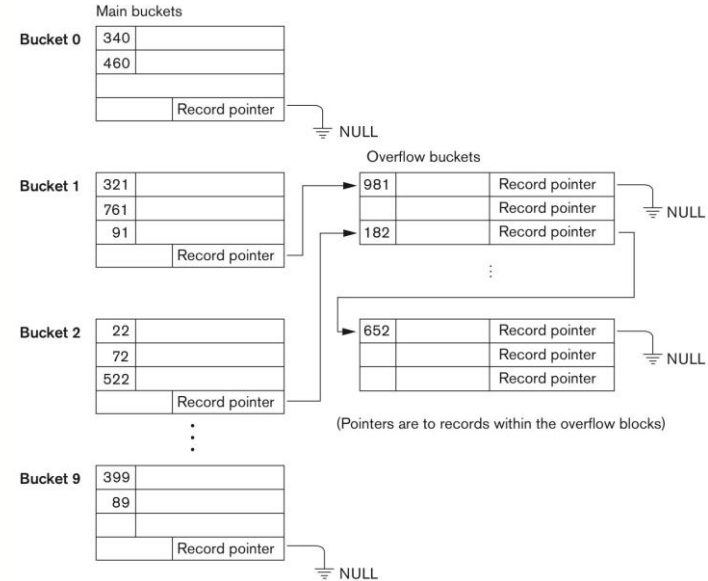 Main buckets
Bucket 0
340
460
Record pointer
NULL
Overflow buckets
Bucket 1
321
761
91
Record pointer
981
Record pointer
NULL
Record pointer
182
Record pointer
Bucket 2
22
72
522
Record pointer
652
Record pointer
NULL
Record pointer
Record pointer
(Pointers are to records within the overflow blocks)
Bucket 9
399
89
Record pointer
NULL